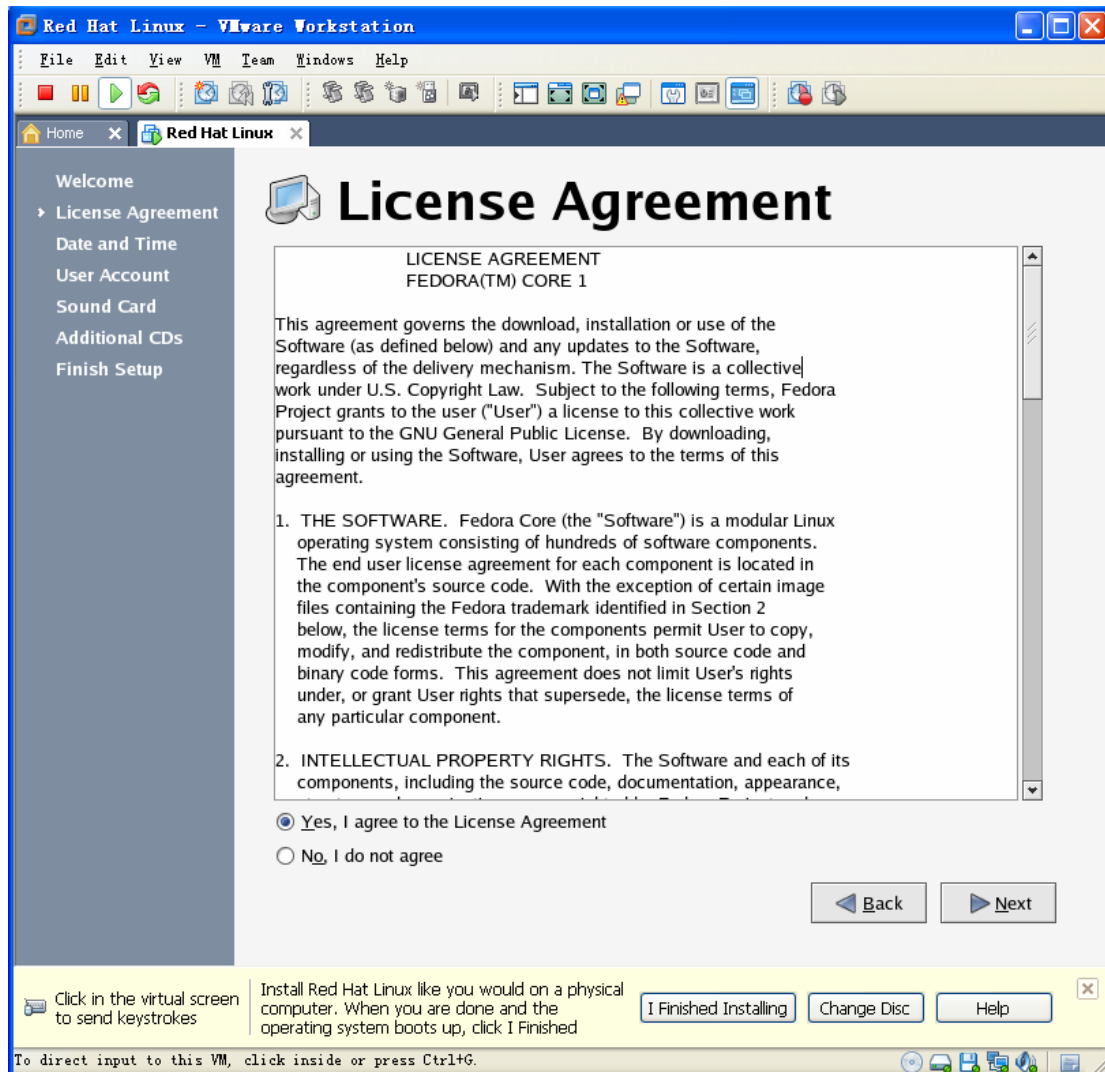 Red Hat Linux - VMware Workstation
File Edit View VM Team Windows Help
Home Red Hat Linux
Welcome
License Agreement
Date and Time
User Account
Sound Card
Additional CDs
Finish Setup
License Agreement
LICENSE AGREEMENT
FEDORA(TM) CORE 1
This agreement governs the download, installation or use of the
Software (as defined below) and any updates to the Software,
regardless of the delivery mechanism. The Software is a collective
work under U.S. Copyright Law. Subject to the following terms, Fedora
Project grants to the user ("User") a license to this collective work
pursuant to the GNU General Public License. By downloading,
installing or using the Software, User agrees to the terms of this
agreement.
1. THE SOFTWARE. Fedora Core (the "Software") is a modular Linux
operating system consisting of hundreds of software components.
The end user license agreement for each component is located in
the component's source code. With the exception of certain image
files containing the Fedora trademark identified in Section 2
below, the license terms for the components permit User to copy,
modify, and redistribute the component, in both source code and
binary code forms. This agreement does not limit User's rights
under, or grant User rights that supersede, the license terms of
any particular component.
2. INTELLECTUAL PROPERTY RIGHTS. The Software and each of its
components, including the source code, documentation, appearance,
Yes, I agree to the License Agreement
No, I do not agree
Back Next
Click in the virtual screen
to send keystrokes
Install Red Hat Linux like you would on a physical
computer. When you are done and the
operating system boots up, click I Finished
I Finished Installing Change Disc Help
To direct input to this VM, click inside or press Ctrl+G.